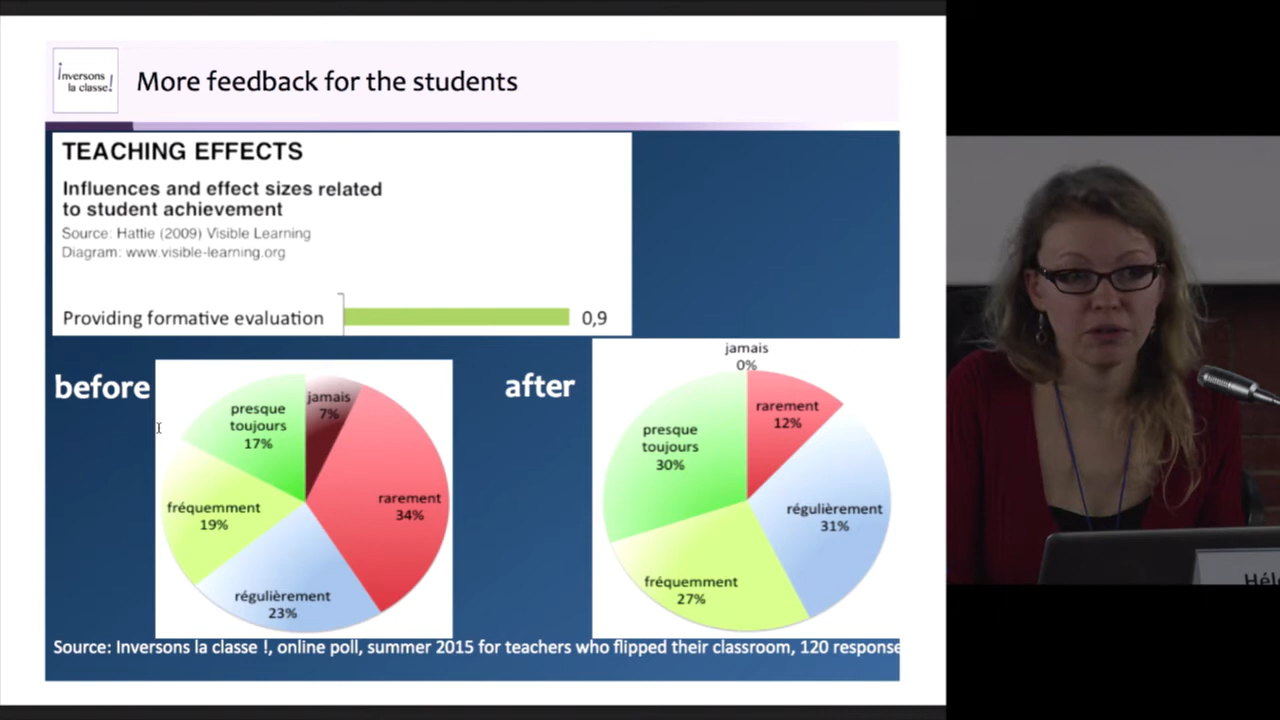 inversons
la classe!
More feedback for the students
TEACHING EFFECTS
Influences and effect sizes related
to student achievement
Source: Hattie (2009) Visible Learning
Diagram: www.visible-learning.org
Providing formative evaluation
0,9
before
jamais
7%
rarement
34%
régulièrement
23%
fréquemment
19%
presque
toujours
17%
after
jamais
0%
rarement
12%
régulièrement
31%
fréquemment
27%
presque
toujours
30%
Source: Inversons la classe !, online poll, summer 2015 for teachers who flipped their classroom, 120 response